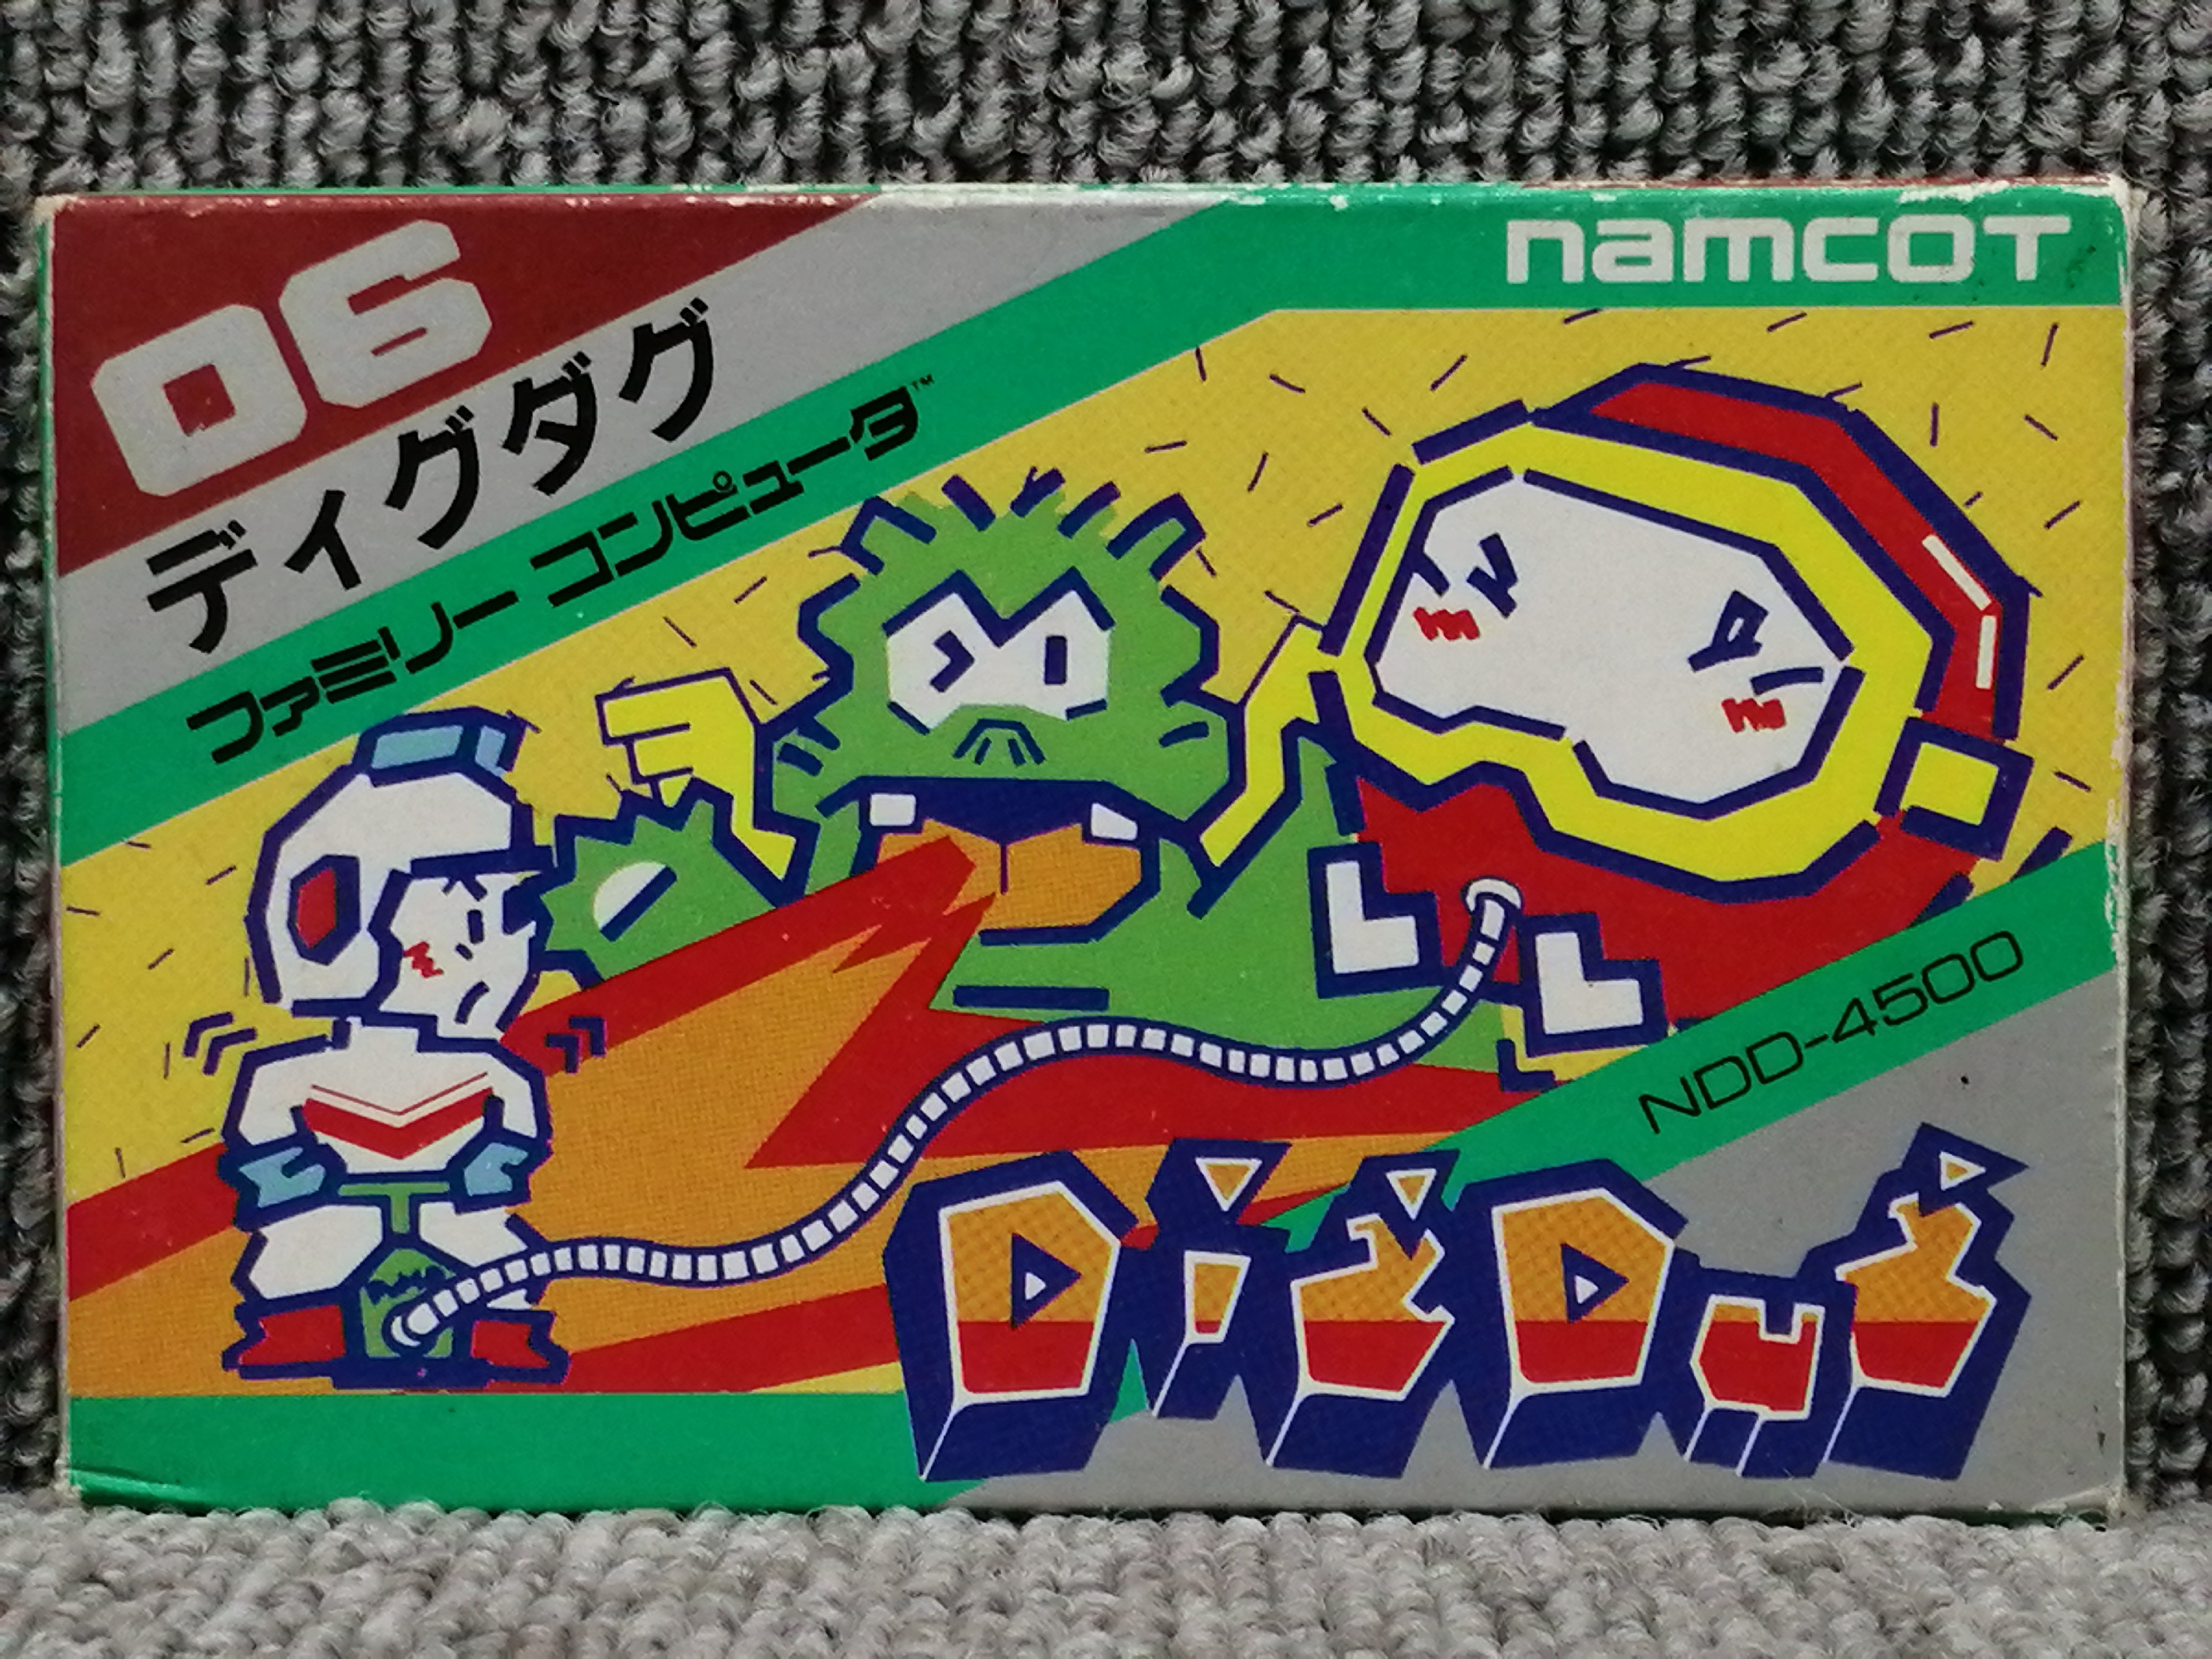 06
namcoT
ディグダグ
ファミリー コンピュータ™
NDD-4500
DiGDuG